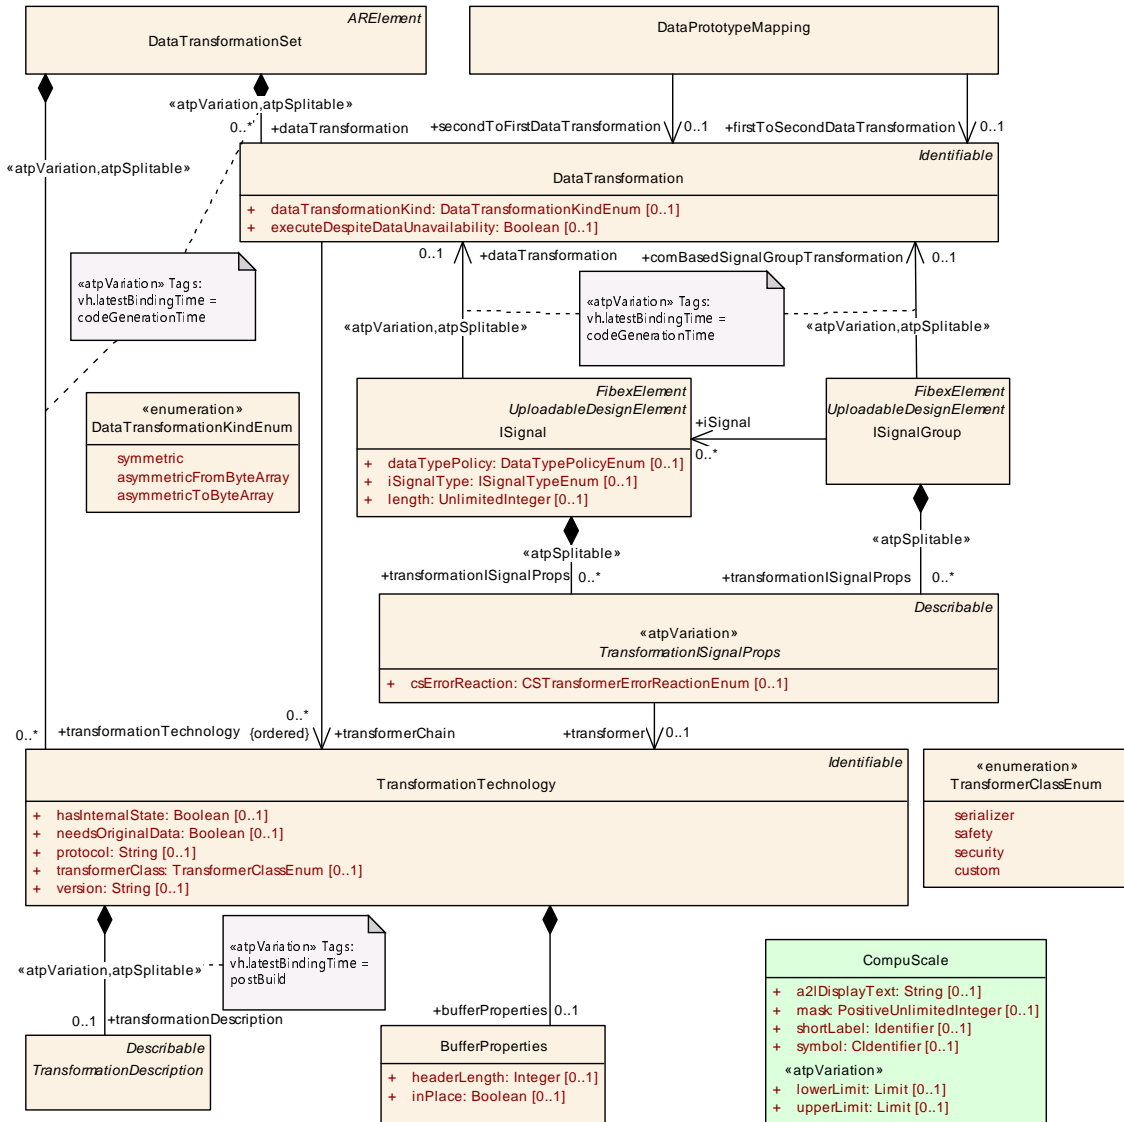 ARElement
DataTransformationSet
DataPrototypeMapping
«atpVariation,atpSplitable»
0..*
+dataTransformation
+secondToFirstDataTransformation
0..1
+firstToSecondDataTransformation
0..1
«atpVariation,atpSplitable»
Identifiable
DataTransformation
+ dataTransformationKind: DataTransformationKindEnum [0..1]
+ executeDespiteDataUnavailability: Boolean [0..1]
0..1
+dataTransformation
+comBasedSignalGroupTransformation
0..1
«atpVariation» Tags:
vh.latestBindingTime =
codeGenerationTime
«atpVariation» Tags:
vh.latestBindingTime =
codeGenerationTime
«atpVariation,atpSplitable»
«atpVariation,atpSplitable»
«enumeration»
DataTransformationKindEnum
symmetric
asymmetricFromByteArray
asymmetricToByteArray
FibexElement
UploadableDesignElement
ISignal
+ dataTypePolicy: DataTypePolicyEnum [0..1]
+ iSignalType: ISignalTypeEnum [0..1]
+ length: UnlimitedInteger [0..1]
+iSignal
0..*
FibexElement
UploadableDesignElement
ISignalGroup
«atpSplitable»
«atpSplitable»
+transformationISignalProps
0..*
+transformationISignalProps
0..*
Describable
«atpVariation»
TransformationISignalProps
+ csErrorReaction: CSTransformerErrorReactionEnum [0..1]
0..*
+transformationTechnology
0..*
{ordered}
+transformerChain
+transformer
0..1
Identifiable
TransformationTechnology
+ hasInternalState: Boolean [0..1]
+ needsOriginalData: Boolean [0..1]
+ protocol: String [0..1]
+ transformerClass: TransformerClassEnum [0..1]
+ version: String [0..1]
«enumeration»
TransformerClassEnum
serializer
safety
security
custom
«atpVariation,atpSplitable»
«atpVariation» Tags:
vh.latestBindingTime =
postBuild
0..1
+transformationDescription
+bufferProperties
0..1
Describable
TransformationDescription
BufferProperties
+ headerLength: Integer [0..1]
+ inPlace: Boolean [0..1]
CompuScale
+ a2lDisplayText: String [0..1]
+ mask: PositiveUnlimitedInteger [0..1]
+ shortLabel: Identifier [0..1]
+ symbol: CIdentifier [0..1]
«atpVariation»
+ lowerLimit: Limit [0..1]
+ upperLimit: Limit [0..1]